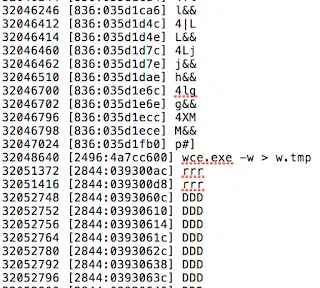 32046246 [836:035d1ca6] l&&
32046412 [836:035d1d4c] 4|L
32046414 [836:035d1d4e] L&&
32046460 [836:035d1d7c] 4Lj
32046462 [836:035d1d7e] j&&
32046510 [836:035d1dae] h&&
32046700 [836:035d1e6c] 4lg
32046702 [836:035d1e6e] g&&
32046796 [836:035d1ecc] 4XM
32046798 [836:035d1ece] M&&
32047024 [836:035d1fb0] p#]
32048640 [2496:4a7cc600] wce.exe -w > w.tmp
32051372 [2844:039300ac] rrr
32051416 [2844:039300d8] rrr
32052748 [2844:0393060c] DDD
32052752 [2844:03930610] DDD
32052756 [2844:03930614] DDD
32052764 [2844:0393061c] DDD
32052780 [2844:0393062c] DDD
32052792 [2844:03930638] DDD
32052796 [2844:0393063c] DDD